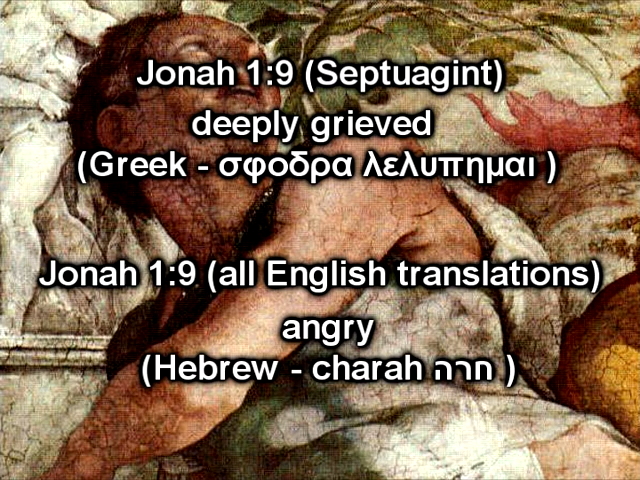 Jonah 1:9 (Septuagint)
deeply grieved
(Greek - σφοδρα λελυπημαι )
Jonah 1:9 (all English translations)
angry
(Hebrew - charah חרה )